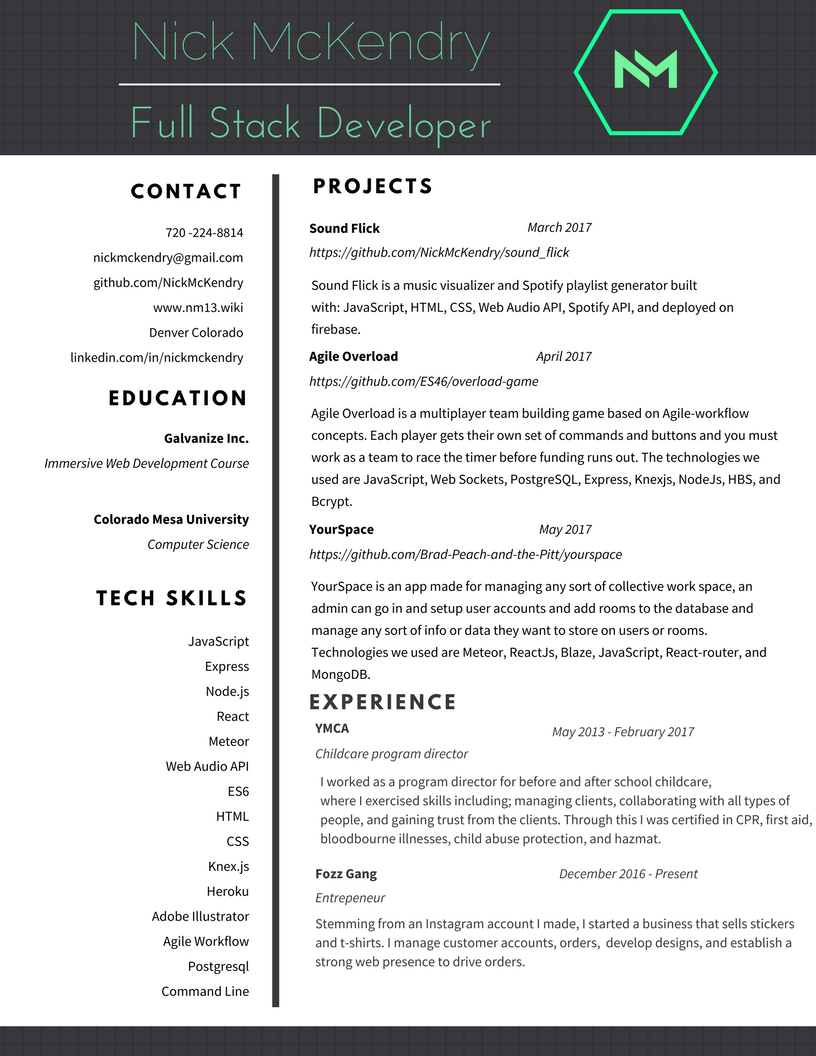 Nick McKendry
Full Stack Developer
NM
CONTACT
720 -224-8814
nickmckendry@gmail.com
github.com/NickMcKendry
www.nm13.wiki
Denver Colorado
linkedin.com/in/nickmckendry
EDUCATION
Galvanize Inc.
Immersive Web Development Course
Colorado Mesa University
Computer Science
TECH SKILLS
JavaScript
Express
Node.js
React
Meteor
Web Audio API
ES6
HTML
CSS
Knex.js
Heroku
Adobe Illustrator
Agile Workflow
Postgresql
Command Line
PROJECTS
Sound Flick March 2017
https://github.com/NickMcKendry/sound_flick
Sound Flick is a music visualizer and Spotify playlist generator built
with: JavaScript, HTML, CSS, Web Audio API, Spotify API, and deployed on
firebase.
Agile Overload April 2017
https://github.com/ES46/overload-game
Agile Overload is a multiplayer team building game based on Agile-workflow
concepts. Each player gets their own set of commands and buttons and you must
work as a team to race the timer before funding runs out. The technologies we
used are JavaScript, Web Sockets, PostgreSQL, Express, Knexjs, NodeJs, HBS, and
Bcrypt.
YourSpace May 2017
https://github.com/Brad-Peach-and-the-Pitt/yourspace
YourSpace is an app made for managing any sort of collective work space, an
admin can go in and setup user accounts and add rooms to the database and
manage any sort of info or data they want to store on users or rooms.
Technologies we used are Meteor, ReactJs, Blaze, JavaScript, React-router, and
MongoDB.
EXPERIENCE
YMCA May 2013 - February 2017
Childcare program director
I worked as a program director for before and after school childcare,
where I exercised skills including; managing clients, collaborating with all types of
people, and gaining trust from the clients. Through this I was certified in CPR, first aid,
bloodbourne illnesses, child abuse protection, and hazmat.
Fozz Gang December 2016 - Present
Entrepeneur
Stemming from an Instagram account I made, I started a business that sells stickers
and t-shirts. I manage customer accounts, orders,  develop designs, and establish a
strong web presence to drive orders.